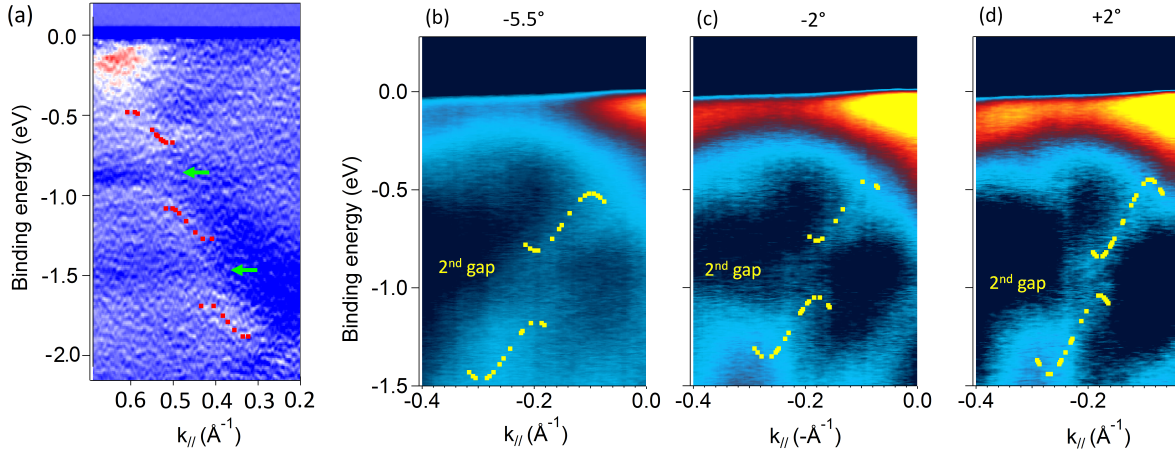 (a)
0.0
-0.5
-1.0
-1.5
-2.0
Binding energy (eV)
0.6 0.5 0.4 0.3 0.2
k// (Å-1)
(b) -5.5°
0.0
-0.5
-1.0
-1.5
Binding energy (eV)
2nd gap
-0.4 -0.2 0.0
k// (Å-1)
(c) -2°
2nd gap
-0.4 -0.2 0.0
k// (-Å-1)
(d) +2°
2nd gap
-0.4 -0.2
k// (Å-1)